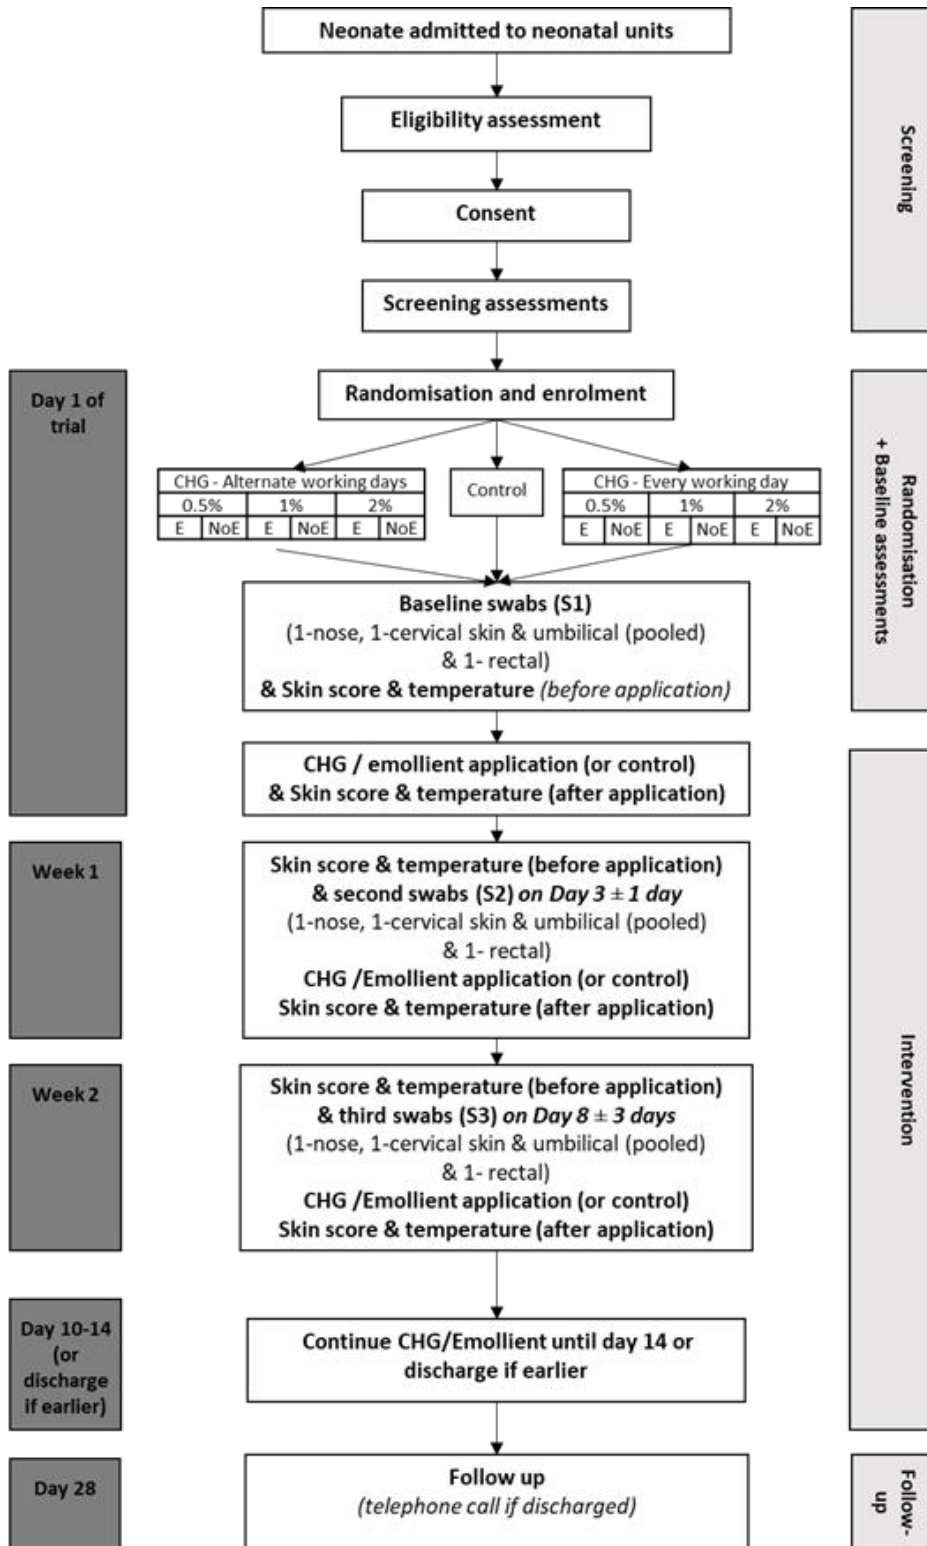 Neonate admitted to neonatal units
Eligibility assessment
Consent
Screening assessments
Screening
Day 1 of
trial
Randomisation and enrolment
CHG - Alternate working days
0.5% 1% 2%
E NoE E NoE E NoE
Control
CHG - Every working day
0.5% 1% 2%
E NoE E NoE E NoE
Randomisation
+ Baseline assessments
Baseline swabs (S1)
(1-nose, 1-cervical skin & umbilical (pooled)
& 1- rectal)
& Skin score & temperature (before application)
CHG / emollient application (or control)
& Skin score & temperature (after application)
Week 1
Skin score & temperature (before application)
& second swabs (S2) on Day 3 ± 1 day
(1-nose, 1-cervical skin & umbilical (pooled)
& 1- rectal)
CHG /Emollient application (or control)
Skin score & temperature (after application)
Intervention
Week 2
Skin score & temperature (before application)
& third swabs (S3) on Day 8 ± 3 days
(1-nose, 1-cervical skin & umbilical (pooled)
& 1- rectal)
CHG /Emollient application (or control)
Skin score & temperature (after application)
Day 10-14
(or
discharge
if earlier)
Continue CHG/Emollient until day 14 or
discharge if earlier
Day 28
Follow up
(telephone call if discharged)
Follow-
up